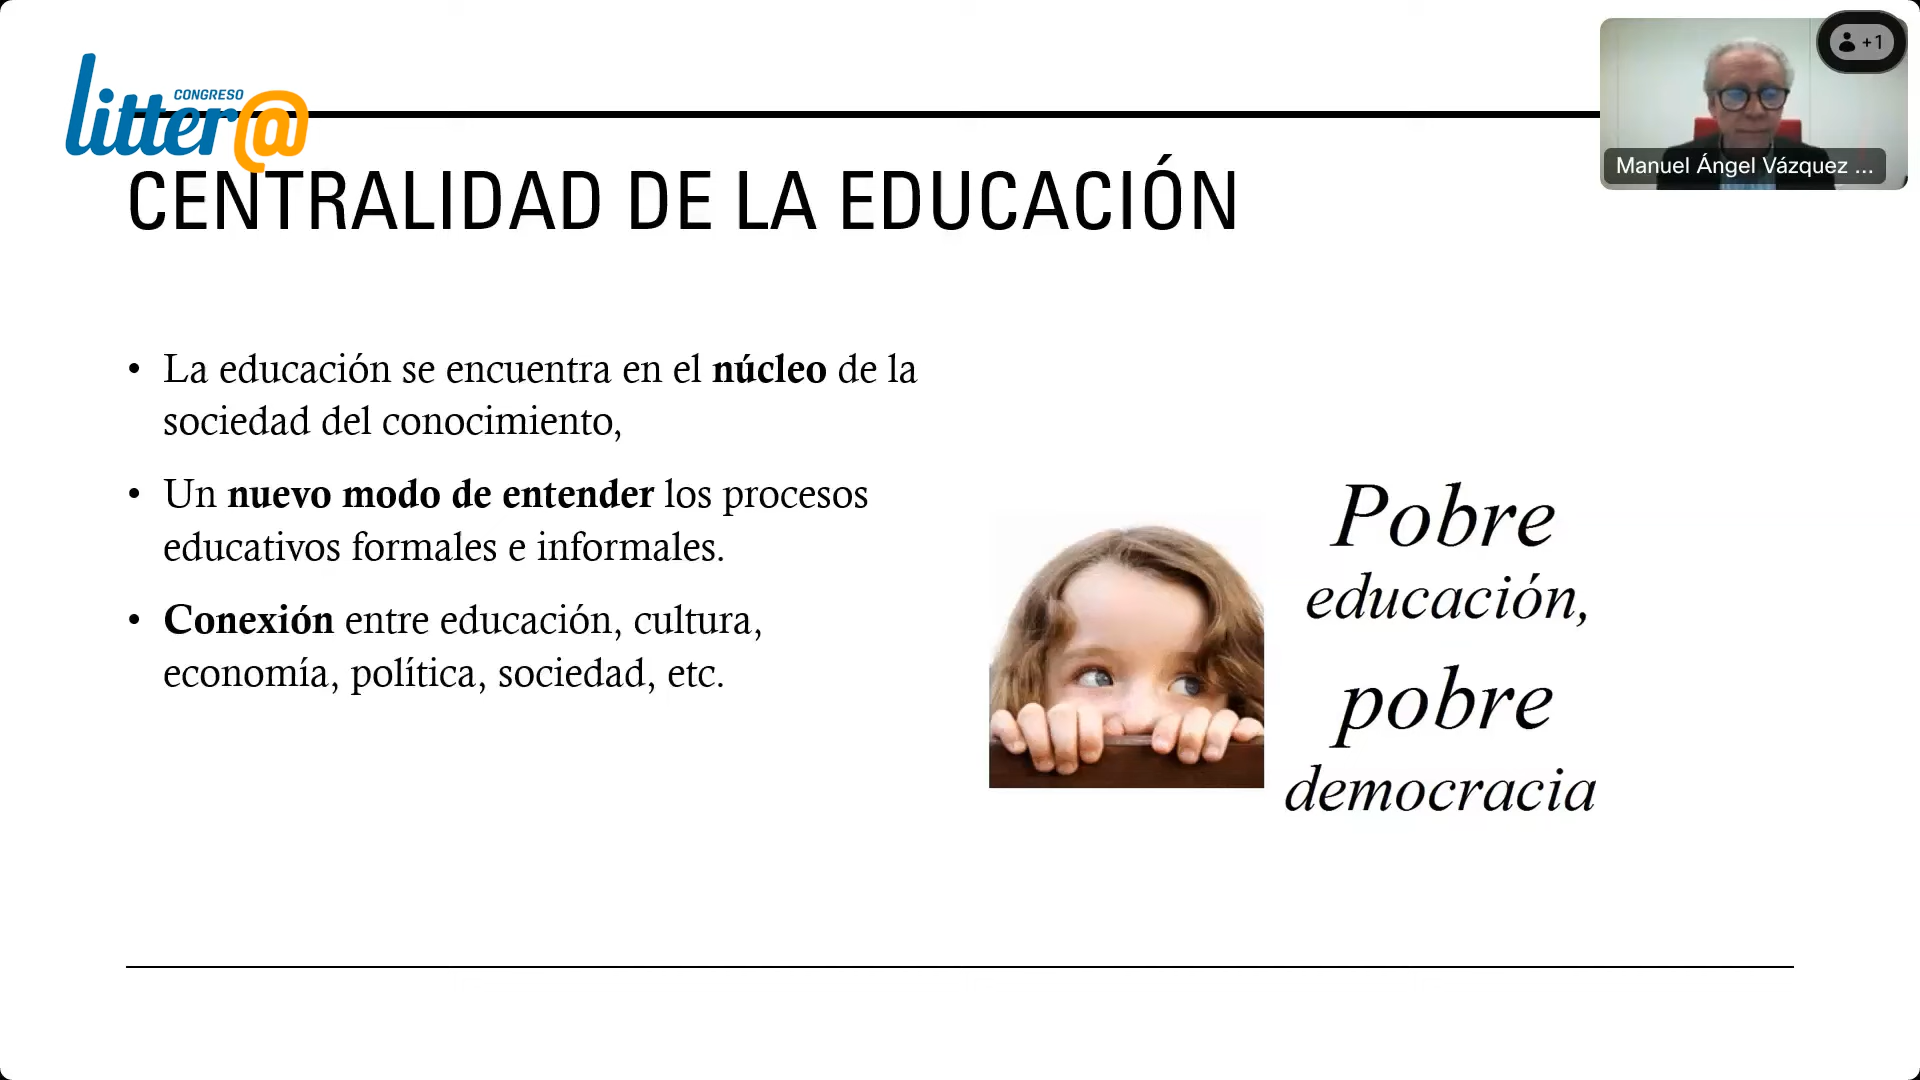 CONGRESO
litter@
+1
Manuel Ángel Vázquez ...
CENTRALIDAD DE LA EDUCACIÓN
• La educación se encuentra en el núcleo de la
sociedad del conocimiento,
• Un nuevo modo de entender los procesos
educativos formales e informales.
• Conexión entre educación, cultura,
economía, política, sociedad, etc.
Pobre
educación,
pobre
democracia